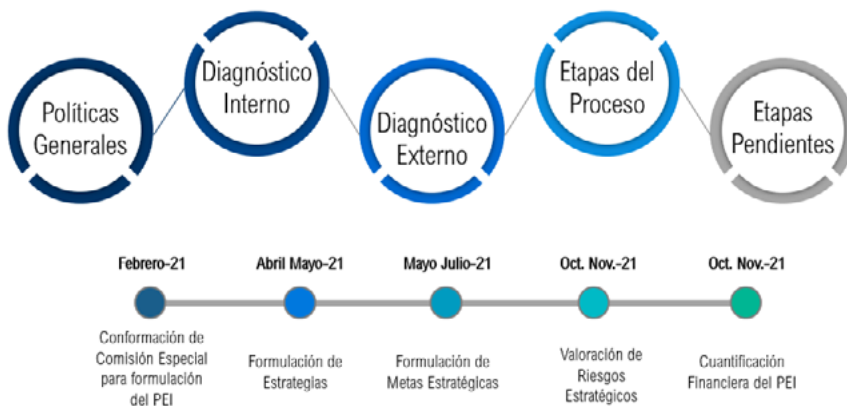 Políticas
Generales
Diagnóstico
Interno
Diagnóstico
Externo
Etapas del
Proceso
Etapas
Pendientes
Febrero-21
Abril Mayo-21
Mayo Julio-21
Oct. Nov.-21
Oct. Nov.-21
Conformación de
Comisión Especial
para formulación
del PEI
Formulación de
Estrategias
Formulación de
Metas Estratégicas
Valoración de
Riesgos
Estratégicos
Cuantificación
Financiera del PEI